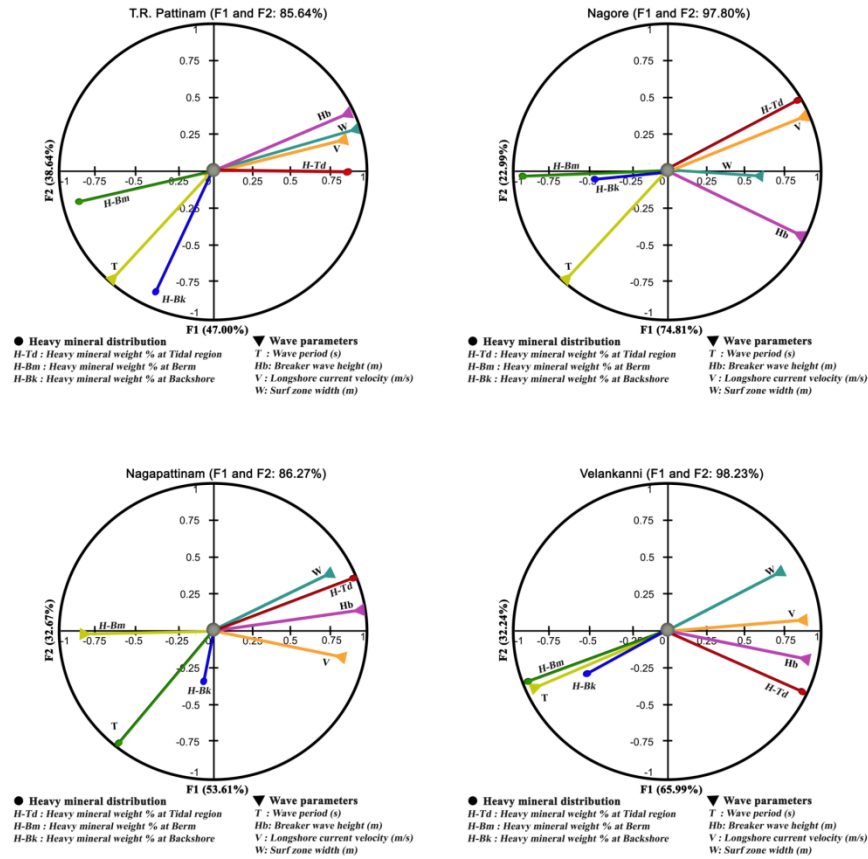 T.R. Pattinam (F1 and F2: 85.64%)
1
0.75
0.5
0.25
Hb
W
V
H-Td
-1
-0.75
-0.5
-0.25
0
0.25
0.5
0.75
1
H-Bm
-0.25
-0.5
T
H-Bk
-0.75
-1
F2 (38.64%)
F1 (47.00%)
Heavy mineral distribution
H-Td : Heavy mineral weight % at Tidal region
H-Bm : Heavy mineral weight % at Berm
H-Bk : Heavy mineral weight % at Backshore
Wave parameters
T : Wave period (s)
Hb: Breaker wave height (m)
V : Longshore current velocity (m/s)
W: Surf zone width (m)
Nagore (F1 and F2: 97.80%)
1
0.75
0.5
0.25
H-Td
V
W
Hb
-1
-0.75
-0.5
-0.25
0
0.25
0.5
0.75
1
H-Bm
H-Bk
-0.25
-0.5
T
-0.75
-1
F2 (22.99%)
F1 (74.81%)
Heavy mineral distribution
H-Td : Heavy mineral weight % at Tidal region
H-Bm : Heavy mineral weight % at Berm
H-Bk : Heavy mineral weight % at Backshore
Wave parameters
T : Wave period (s)
Hb: Breaker wave height (m)
V : Longshore current velocity (m/s)
W: Surf zone width (m)
Nagapattinam (F1 and F2: 86.27%)
1
0.75
0.5
0.25
W
H-Td
Hb
V
-1
-0.75
-0.5
-0.25
0
0.25
0.5
0.75
1
H-Bm
-0.25
H-Bk
-0.5
T
-0.75
-1
F2 (32.67%)
F1 (53.61%)
Heavy mineral distribution
H-Td : Heavy mineral weight % at Tidal region
H-Bm : Heavy mineral weight % at Berm
H-Bk : Heavy mineral weight % at Backshore
Wave parameters
T : Wave period (s)
Hb: Breaker wave height (m)
V : Longshore current velocity (m/s)
W: Surf zone width (m)
Velankanni (F1 and F2: 98.23%)
1
0.75
0.5
0.25
W
V
Hb
H-Td
-1
-0.75
-0.5
-0.25
0
0.25
0.5
0.75
1
H-Bm
T
H-Bk
-0.25
-0.5
-0.75
-1
F2 (32.24%)
F1 (65.99%)
Heavy mineral distribution
H-Td : Heavy mineral weight % at Tidal region
H-Bm : Heavy mineral weight % at Berm
H-Bk : Heavy mineral weight % at Backshore
Wave parameters
T : Wave period (s)
Hb: Breaker wave height (m)
V : Longshore current velocity (m/s)
W: Surf zone width (m)